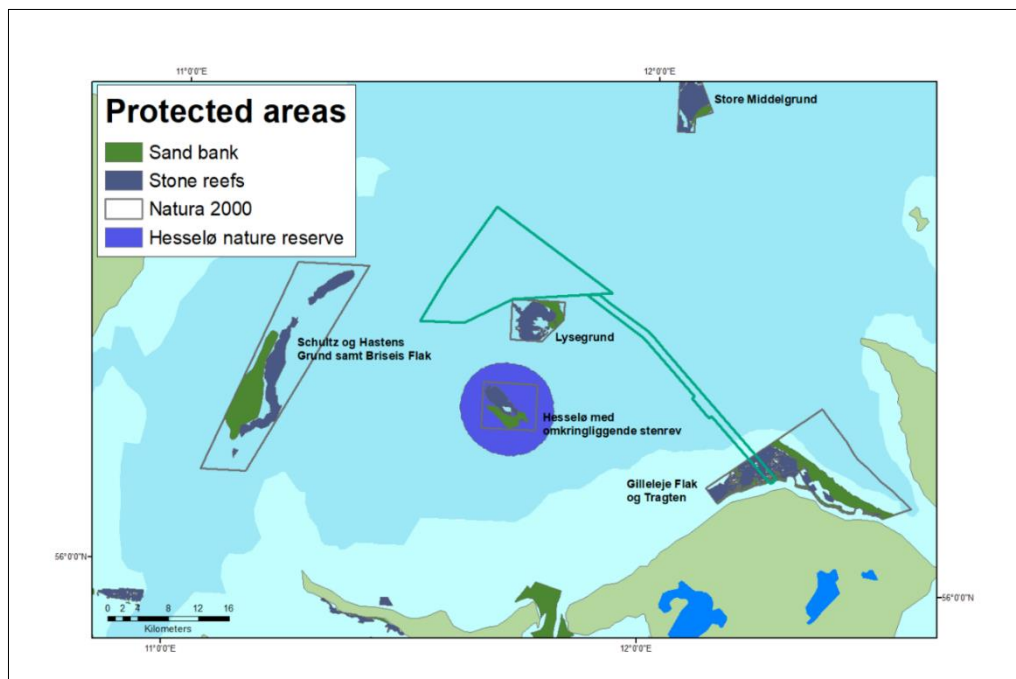 11°0'0"E
12°0'0"E
Protected areas
Sand bank
Stone reefs
Natura 2000
Hesselø nature reserve
Store Middelgrund
Schultz og Hastens
Grund samt Briseis Flak
Lysegrund
Hesselø med
omkringliggende stenrev
Gilleleje Flak
og Tragten
56°0'0"N
56°0'0"N
0 2 4 8 12 16
Kilometers
11°0'0"E
12°0'0"E